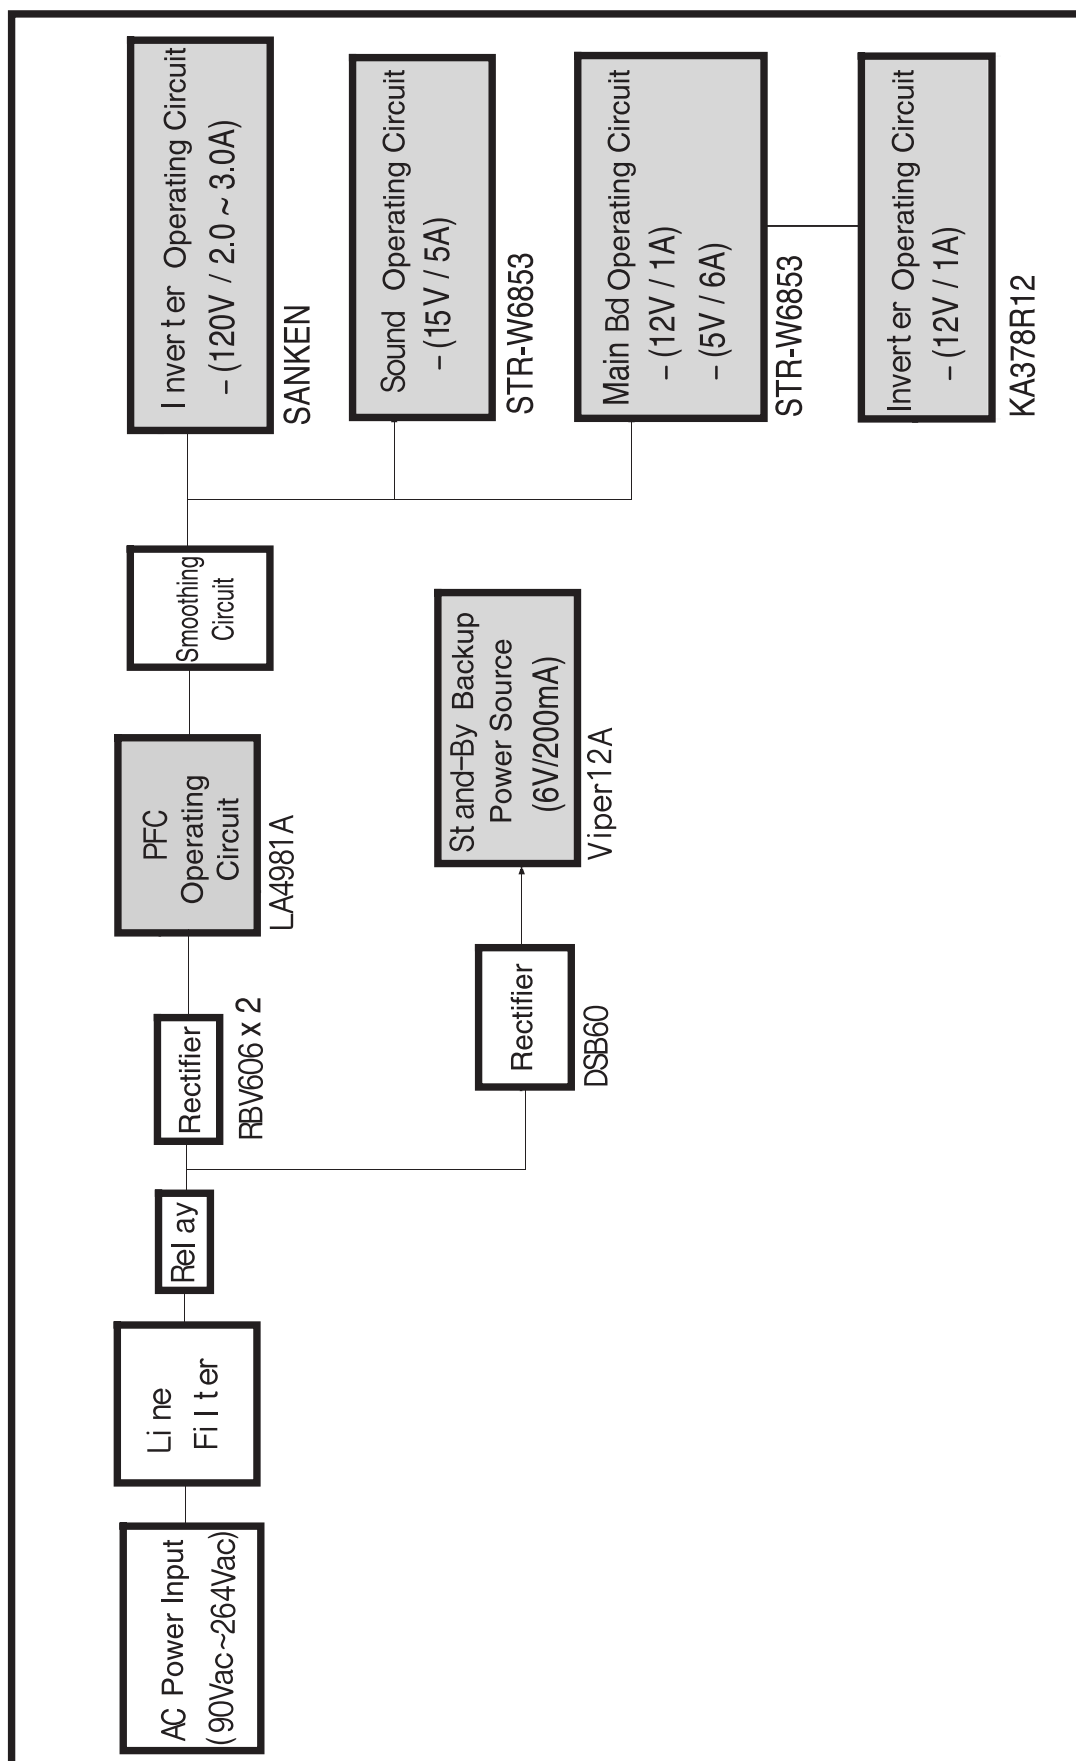 AC Power Input
(90Vac~264Vac)
Line
Filter
Relay
Rectifier
RBV606 x 2
PFC
Operating
Circuit
LA4981A
Smoothing
Circuit
Inverter Operating Circuit
– (120V / 2.0 ~ 3.0A)
SANKEN
Sound Operating Circuit
– (15V / 5A)
STR-W6853
Main Bd Operating Circuit
– (12V / 1A)
– (5V / 6A)
STR-W6853
Inverter Operating Circuit
– (12V / 1A)
KA378R12
Rectifier
DSB60
Stand-By Backup
Power Source
(6V/200mA)
Viper12A